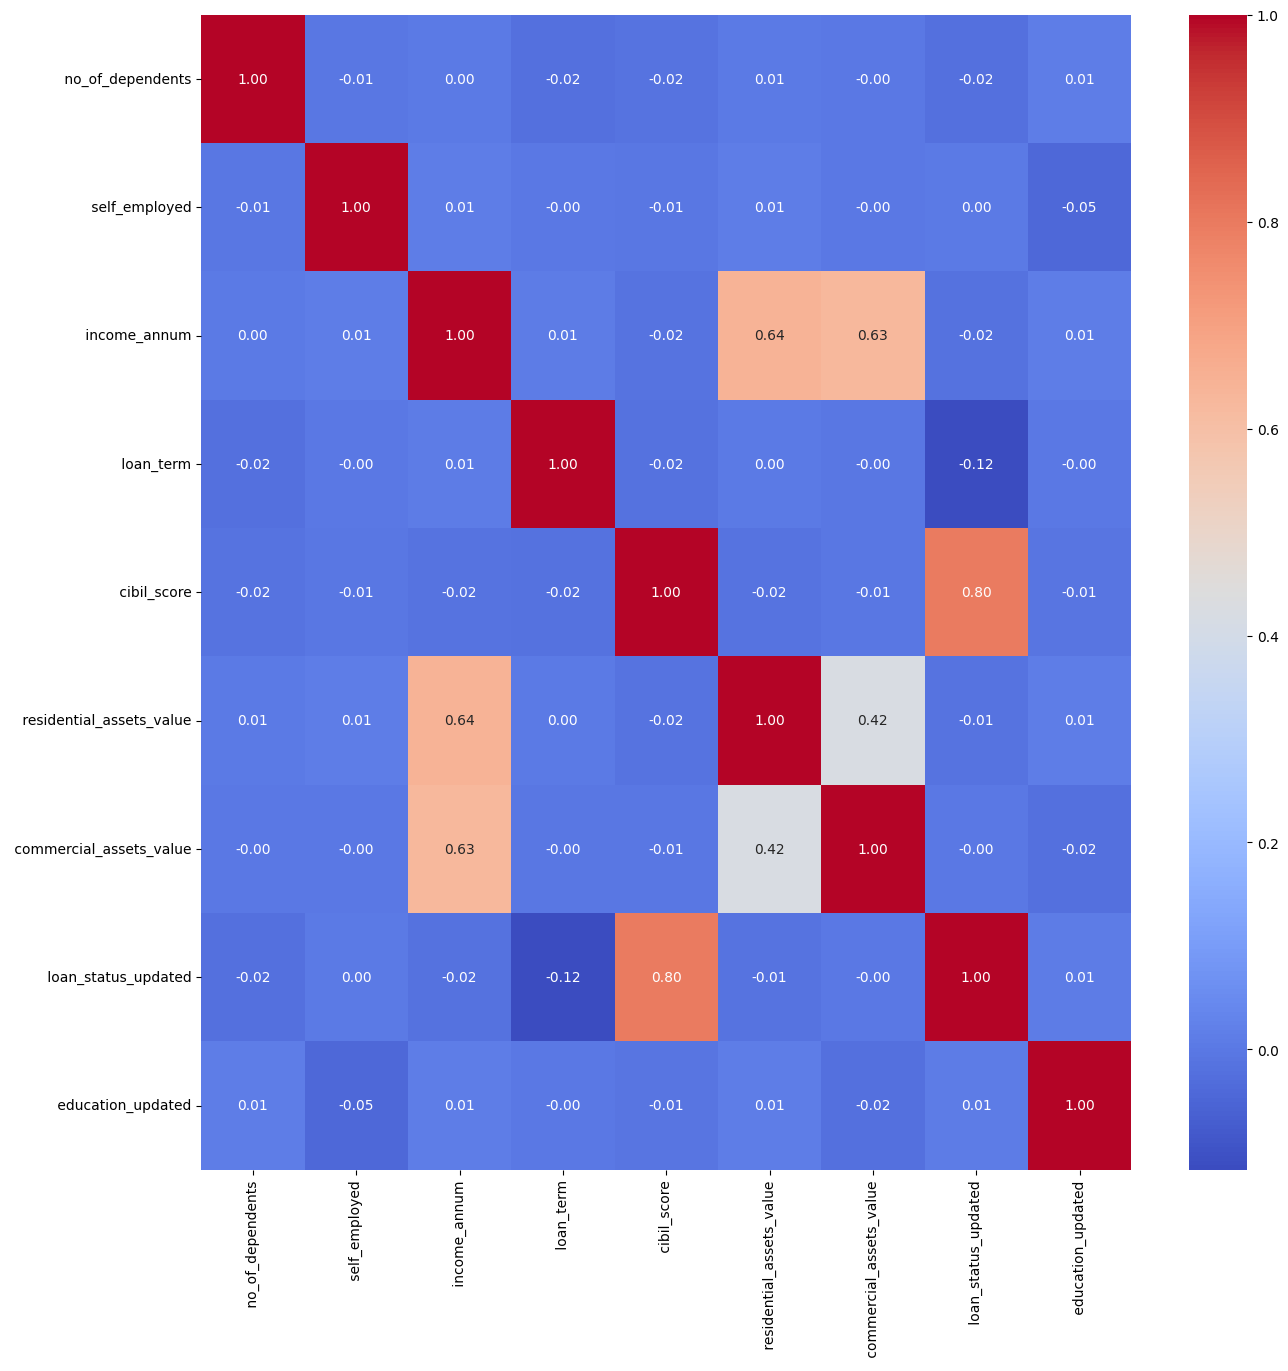 no_of_dependents 1.00 -0.01 0.00 -0.02 -0.02 0.01 -0.00 -0.02 0.01
self_employed -0.01 1.00 0.01 -0.00 -0.01 0.01 -0.00 0.00 -0.05
income_annum 0.00 0.01 1.00 0.01 -0.02 0.64 0.63 -0.02 0.01
loan_term -0.02 -0.00 0.01 1.00 -0.02 0.00 -0.00 -0.12 -0.00
cibil_score -0.02 -0.01 -0.02 -0.02 1.00 -0.02 -0.01 0.80 -0.01
residential_assets_value 0.01 0.01 0.64 0.00 -0.02 1.00 0.42 -0.01 0.01
commercial_assets_value -0.00 -0.00 0.63 -0.00 -0.01 0.42 1.00 -0.00 -0.02
loan_status_updated -0.02 0.00 -0.02 -0.12 0.80 -0.01 -0.00 1.00 0.01
education_updated 0.01 -0.05 0.01 -0.00 -0.01 0.01 -0.02 0.01 1.00
no_of_dependents
self_employed
income_annum
loan_term
cibil_score
residential_assets_value
commercial_assets_value
loan_status_updated
education_updated
1.0
0.8
0.6
0.4
0.2
0.0